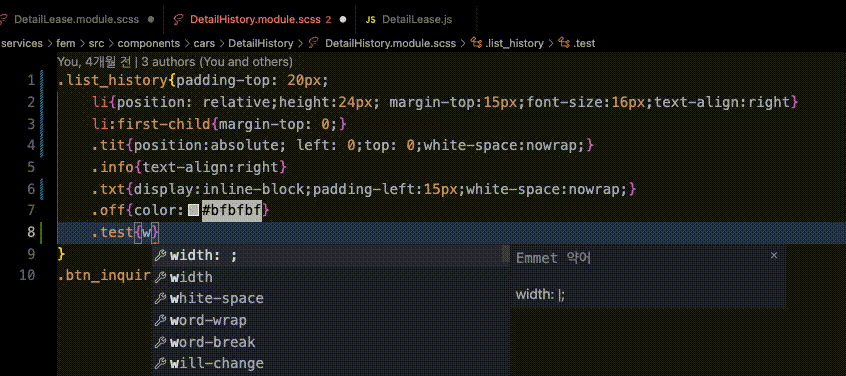 DetailLease.module.scss
DetailHistory.module.scss 2
JS DetailLease.js
services > fem > src > components > cars > DetailHistory > DetailHistory.module.scss > .list_history > .test
You, 4개월 전 | 3 authors (You and others)
1 .list_history{padding-top: 20px;
2 li{position: relative;height:24px; margin-top:15px;font-size:16px;text-align:right}
3 li:first-child{margin-top: 0;}
4 .tit{position:absolute; left: 0;top: 0;white-space:nowrap;}
5 .info{text-align:right}
6 .txt{display:inline-block;padding-left:15px;white-space:nowrap;}
7 .off{color:#bfbfbf}
8 .test{w}
9 }
10 .btn_inquir
width: ;
width
white-space
word-wrap
word-break
will-change
Emmet 약어
×
width: |;